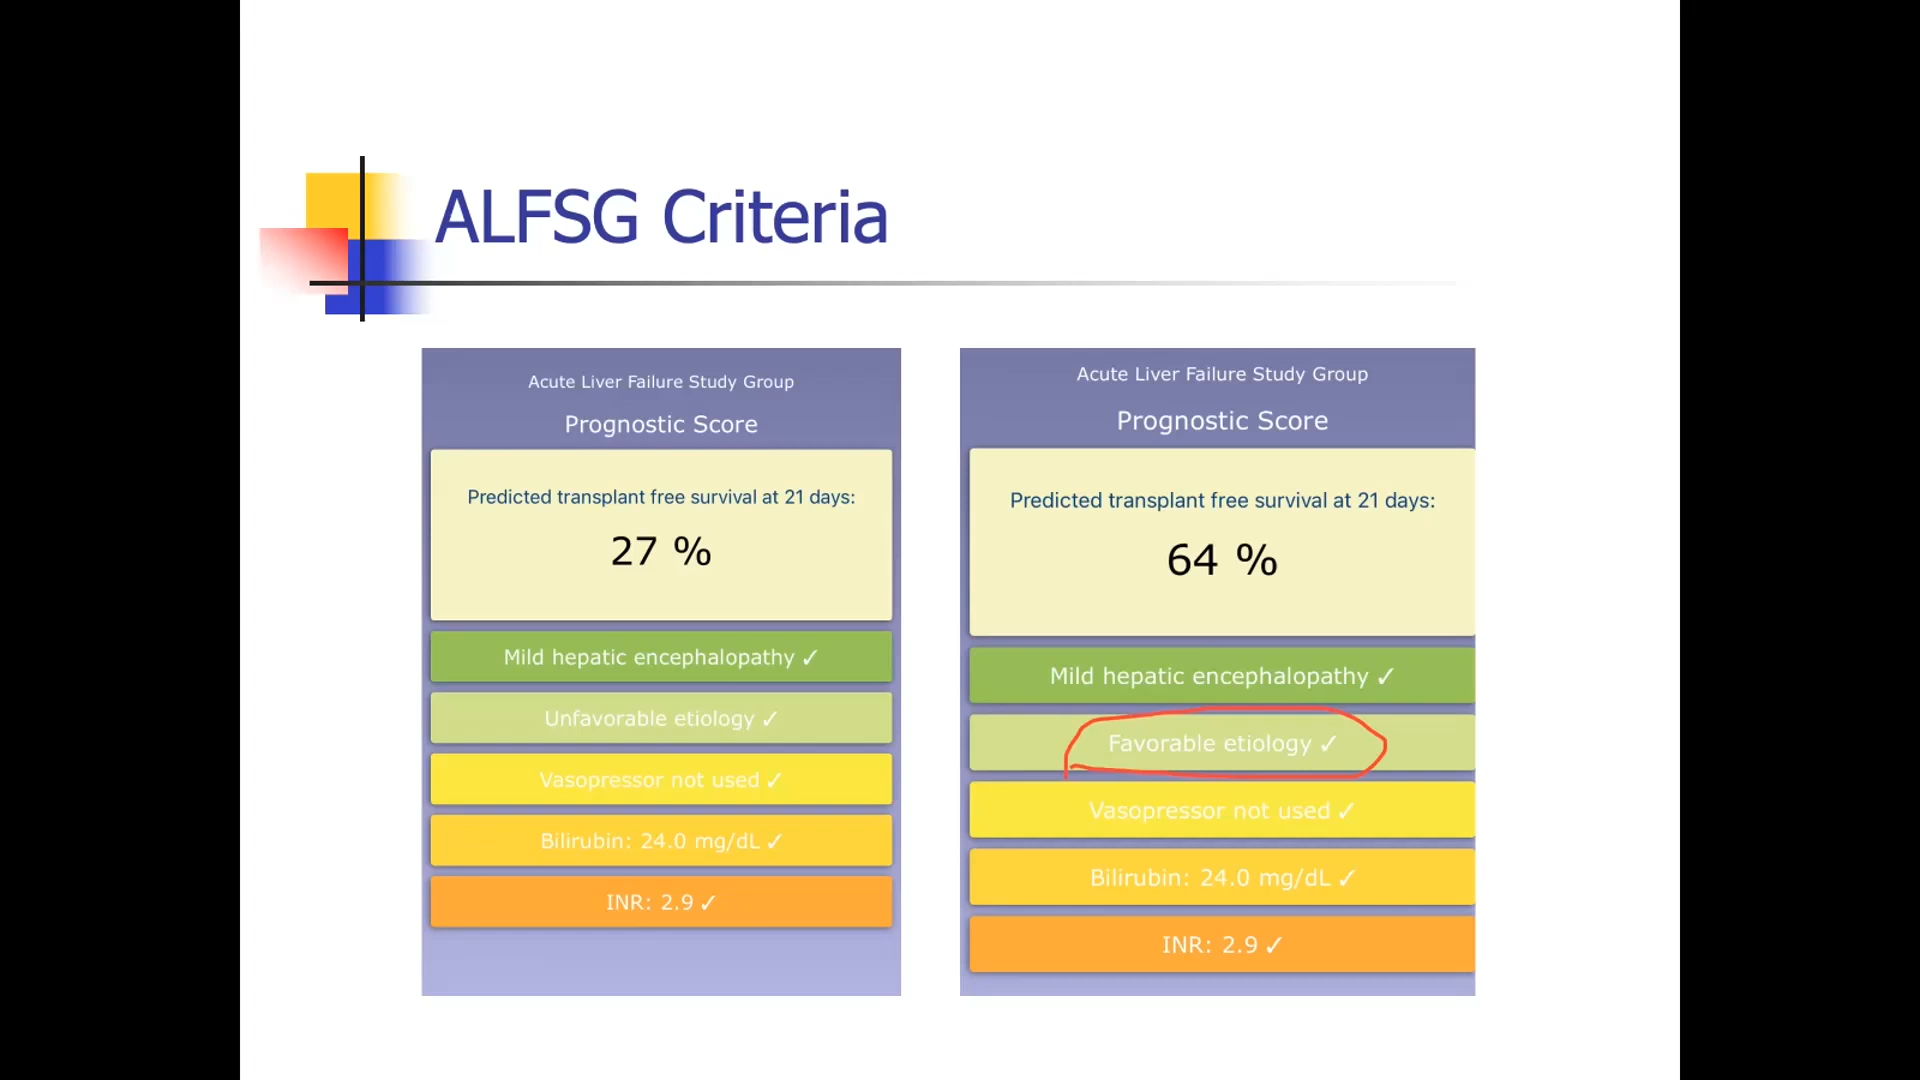 ALFSG Criteria
Acute Liver Failure Study Group
Prognostic Score
Predicted transplant free survival at 21 days:
27 %
Mild hepatic encephalopathy ✓
Unfavorable etiology ✓
Vasopressor not used ✓
Bilirubin: 24.0 mg/dL ✓
INR: 2.9 ✓
Acute Liver Failure Study Group
Prognostic Score
Predicted transplant free survival at 21 days:
64 %
Mild hepatic encephalopathy ✓
Favorable etiology ✓
Vasopressor not used ✓
Bilirubin: 24.0 mg/dL ✓
INR: 2.9 ✓